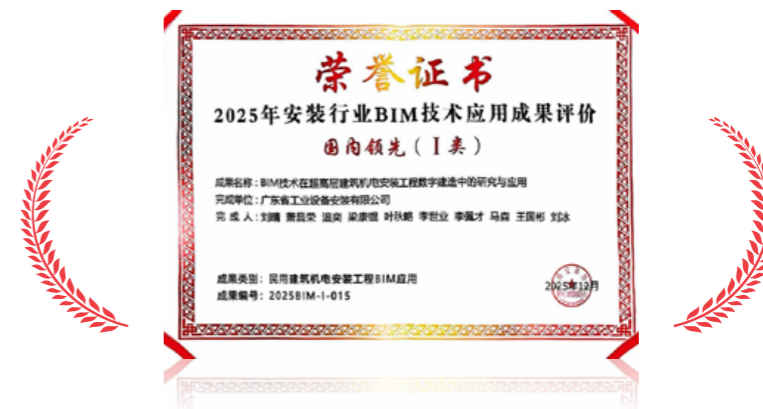 荣誉证书
2025年安装行业BIM技术应用成果评价
国内领先（Ⅰ类）
成果名称：BIM技术在超高层建筑机电安装工程数字建造中的研究与应用
完成单位：广东省工业设备安装有限公司
完 成 人：刘晴 萧昌荣 温奕 梁康锟 叶秋皓 李世业 李佩才 马森 王国彬 刘冰
成果类别：民用建筑机电安装工程BIM应用
成果编号：2025BIM-I-015
2025年12月